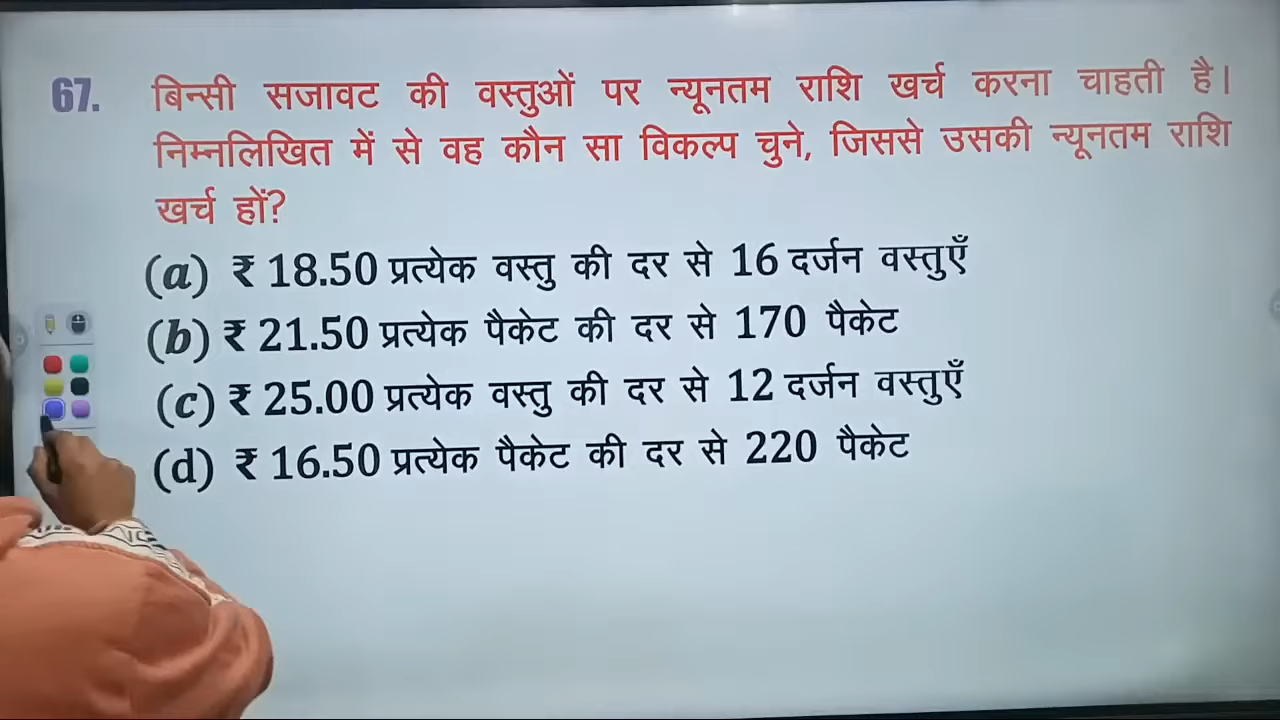 67. बिन्सी सजावट की वस्तुओं पर न्यूनतम राशि खर्च करना चाहती है।
निम्नलिखित में से वह कौन सा विकल्प चुने, जिससे उसकी न्यूनतम राशि
खर्च हों?
(a) ₹ 18.50 प्रत्येक वस्तु की दर से 16 दर्जन वस्तुएँ
(b) ₹ 21.50 प्रत्येक पैकेट की दर से 170 पैकेट
(c) ₹ 25.00 प्रत्येक वस्तु की दर से 12 दर्जन वस्तुएँ
(d) ₹ 16.50 प्रत्येक पैकेट की दर से 220 पैकेट